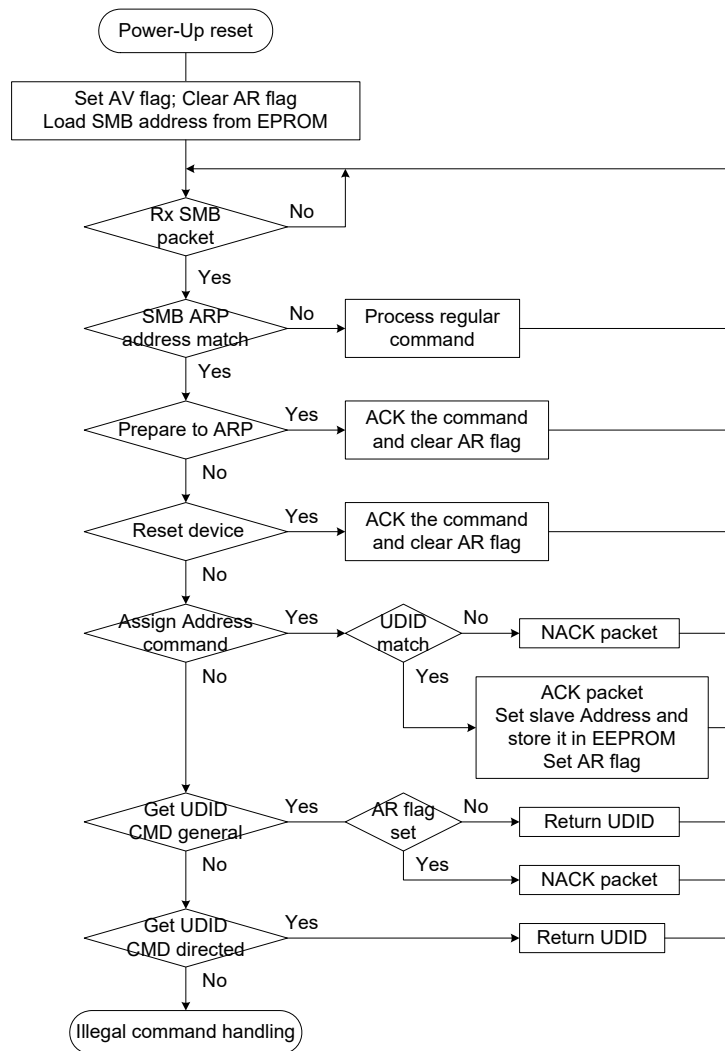 Power-Up reset
Set AV flag; Clear AR flag
Load SMB address from EPROM
Rx SMB
packet
No
Yes
SMB ARP
address match
No
Process regular
command
Yes
Prepare to ARP
Yes
ACK the command
and clear AR flag
No
Reset device
Yes
ACK the command
and clear AR flag
No
Assign Address
command
Yes
UDID
match
No
NACK packet
No
Yes
ACK packet
Set slave Address and
store it in EEPROM
Set AR flag
Get UDID
CMD general
Yes
AR flag
set
No
Return UDID
No
Yes
NACK packet
Get UDID
CMD directed
Yes
Return UDID
No
Illegal command handling